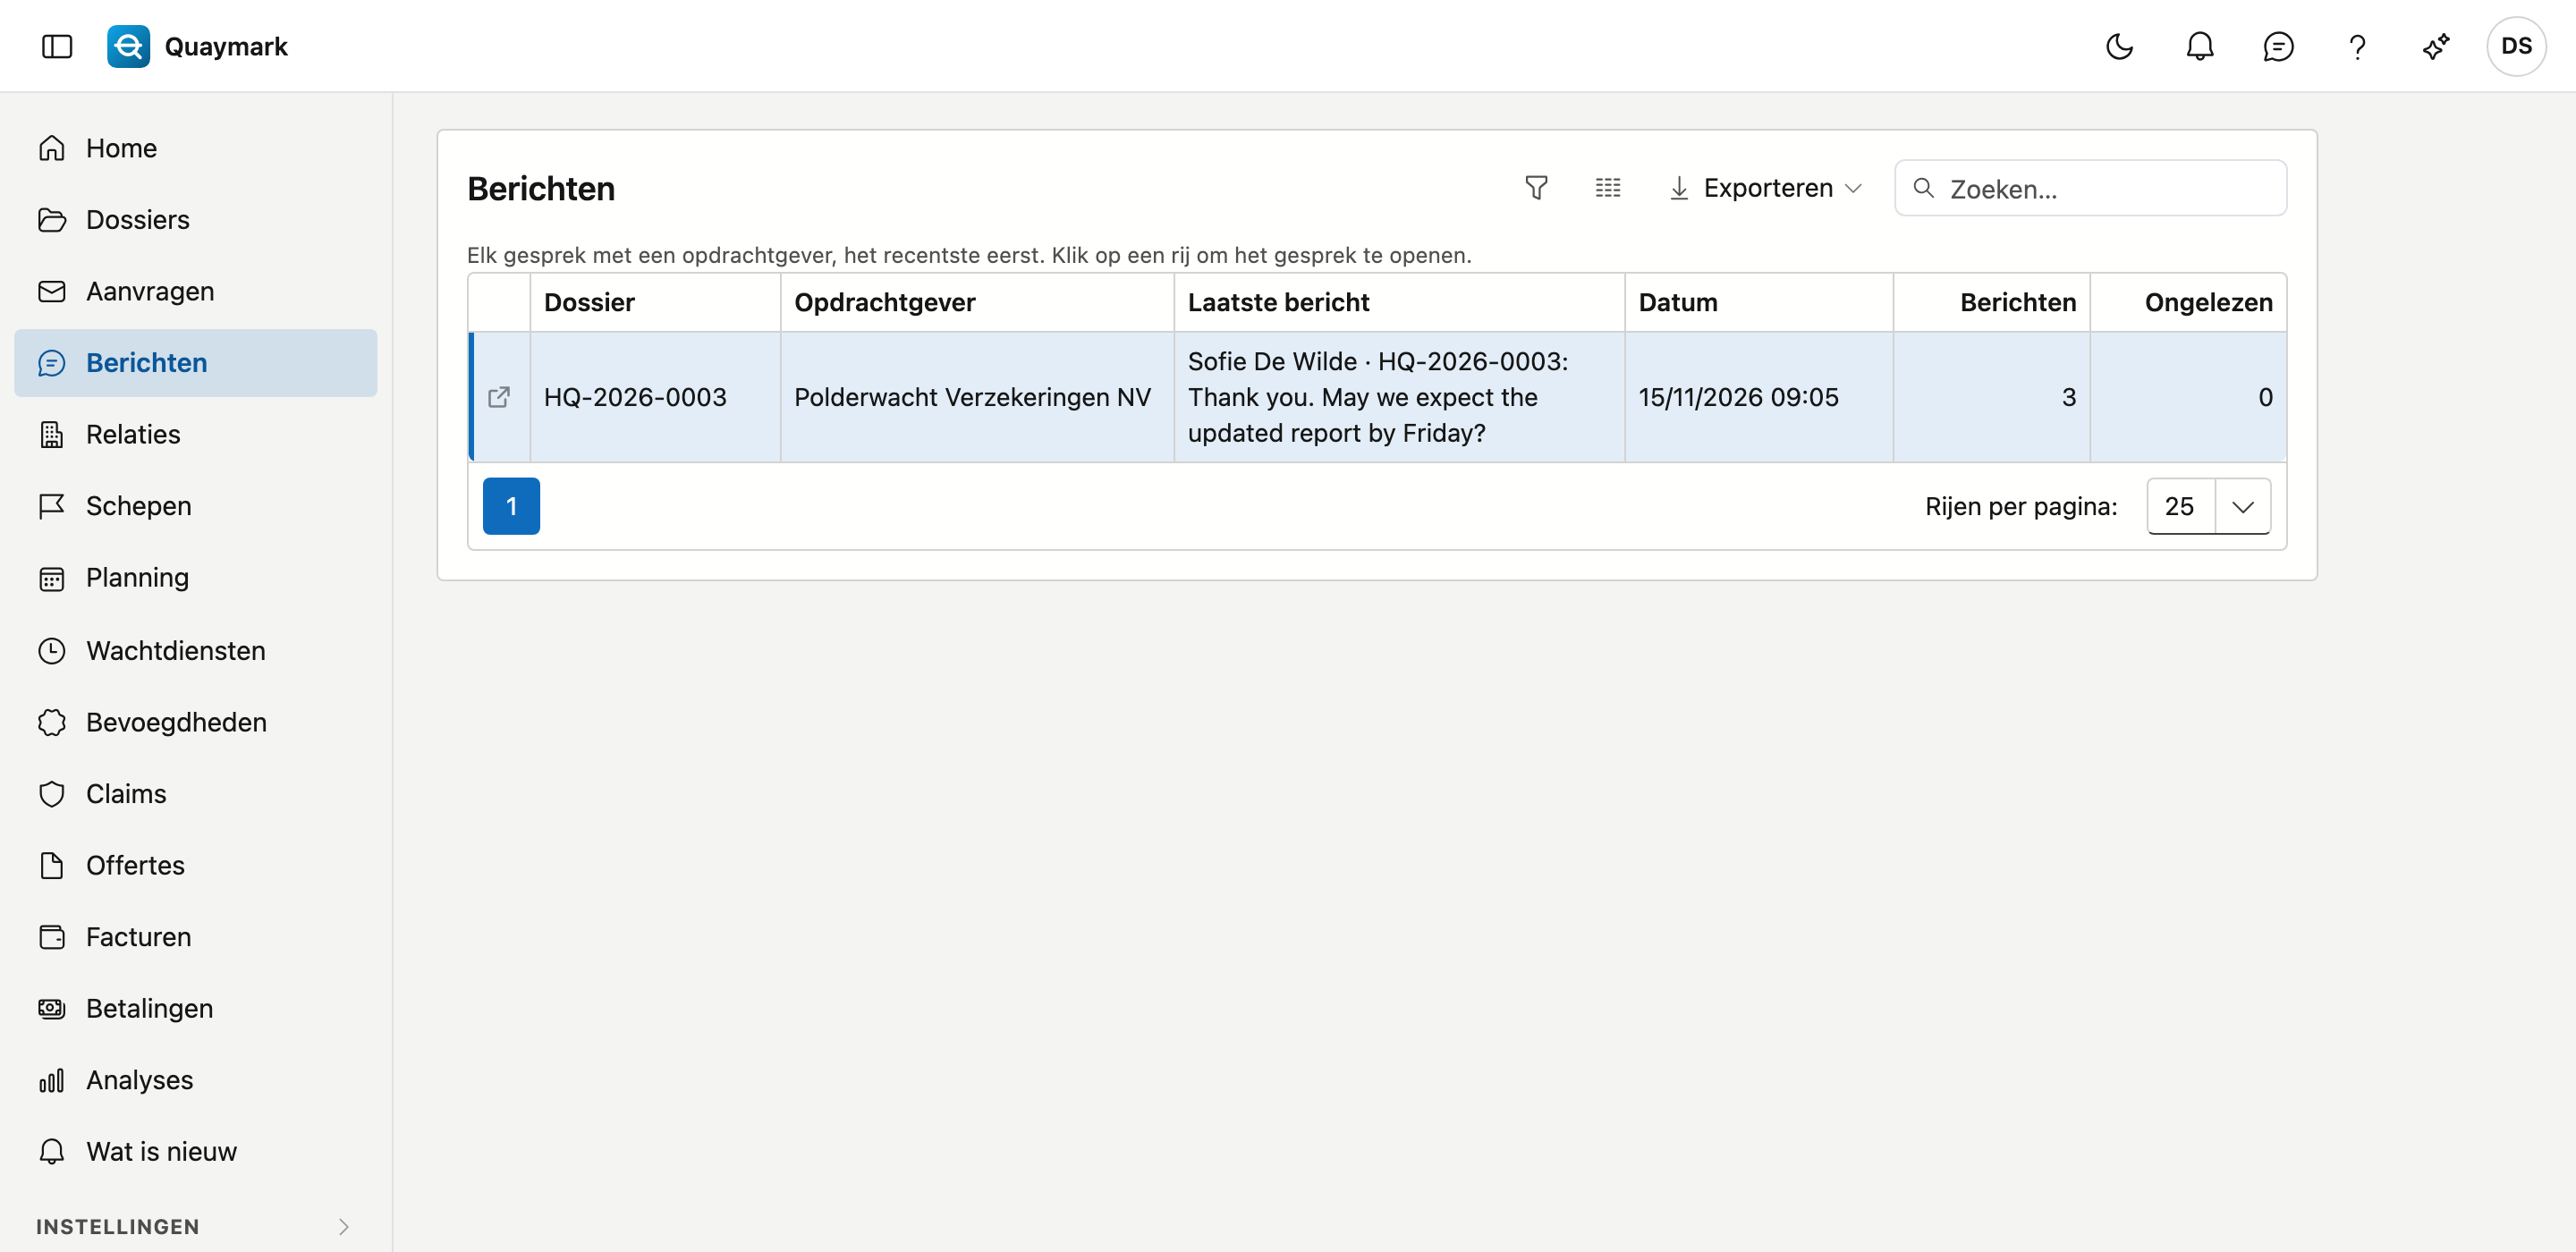 Quaymark
DS
Home
Dossiers
Aanvragen
Berichten
Relaties
Schepen
Planning
Wachtdiensten
Bevoegdheden
Claims
Offertes
Facturen
Betalingen
Analyses
Wat is nieuw
INSTELLINGEN
Berichten
Exporteren
Zoeken...
Elk gesprek met een opdrachtgever, het recentste eerst. Klik op een rij om het gesprek te openen.
Dossier Opdrachtgever Laatste bericht Datum Berichten Ongelezen
Sofie De Wilde · HQ-2026-0003:
HQ-2026-0003 Polderwacht Verzekeringen NV Thank you. May we expect the 15/11/2026 09:05 3 0
updated report by Friday?
1
Rijen per pagina: 25